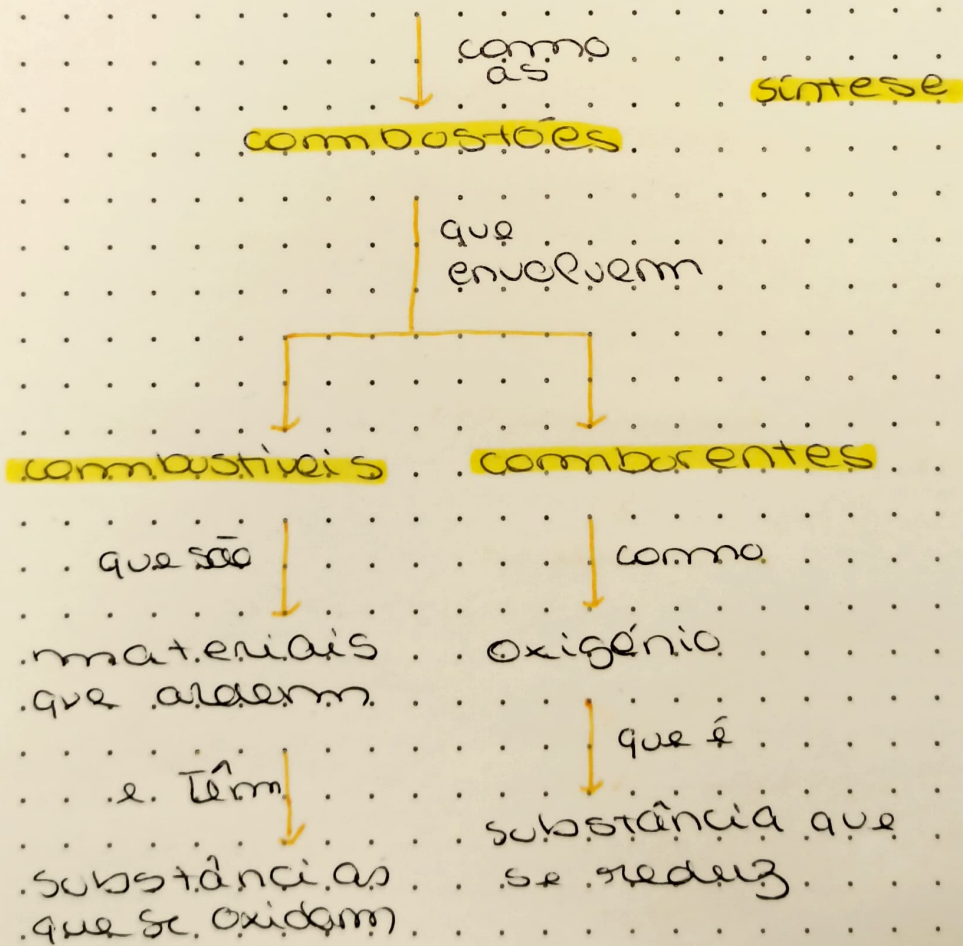 como
as
síntese
combustões
que
envolvem
combustíveis
comburentes
que são
como
materiais
que ardem
oxigénio
que é
e têm
substância que
se reduz
substâncias
que se oxidam